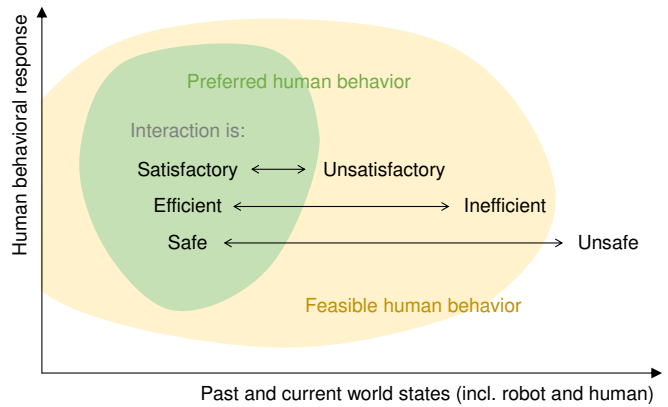 Human behavioral response
Preferred human behavior
Interaction is:
Satisfactory Unsatisfactory
Efficient Inefficient
Safe Unsafe
Feasible human behavior
Past and current world states (incl. robot and human)